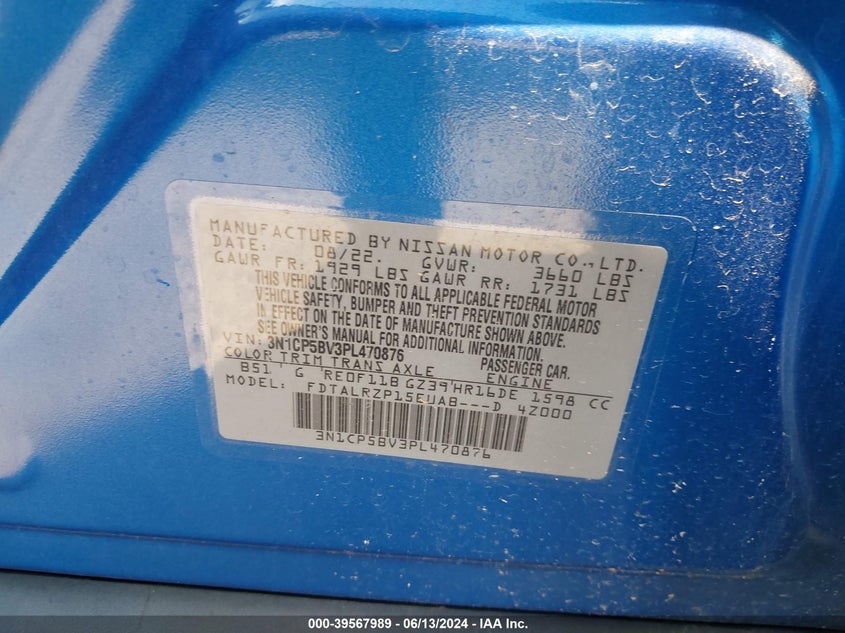 MANUFACTURED BY NISSAN MOTOR CO., LTD.
DATE: 08/22. GVWR: 3660 LBS
GAWR FR: 1929 LBS GAWR RR: 1731 LBS
THIS VEHICLE CONFORMS TO ALL APPLICABLE FEDERAL MOTOR
VEHICLE SAFETY, BUMPER AND THEFT PREVENTION STANDARDS
IN EFFECT ON THE DATE OF MANUFACTURE SHOWN ABOVE.
SEE OWNER'S MANUAL FOR ADDITIONAL INFORMATION.
VIN: 3N1CP5BV3PL470876 PASSENGER CAR.
COLOR TRIM TRANS AXLE ENGINE
B51 G RE0F11B GZ39 HR16DE 1598 CC
MODEL: FDTALRZP15EUAB---D 4Z000
3N1CP5BV3PL470876
000-39567989 - 06/13/2024 - IAA Inc.